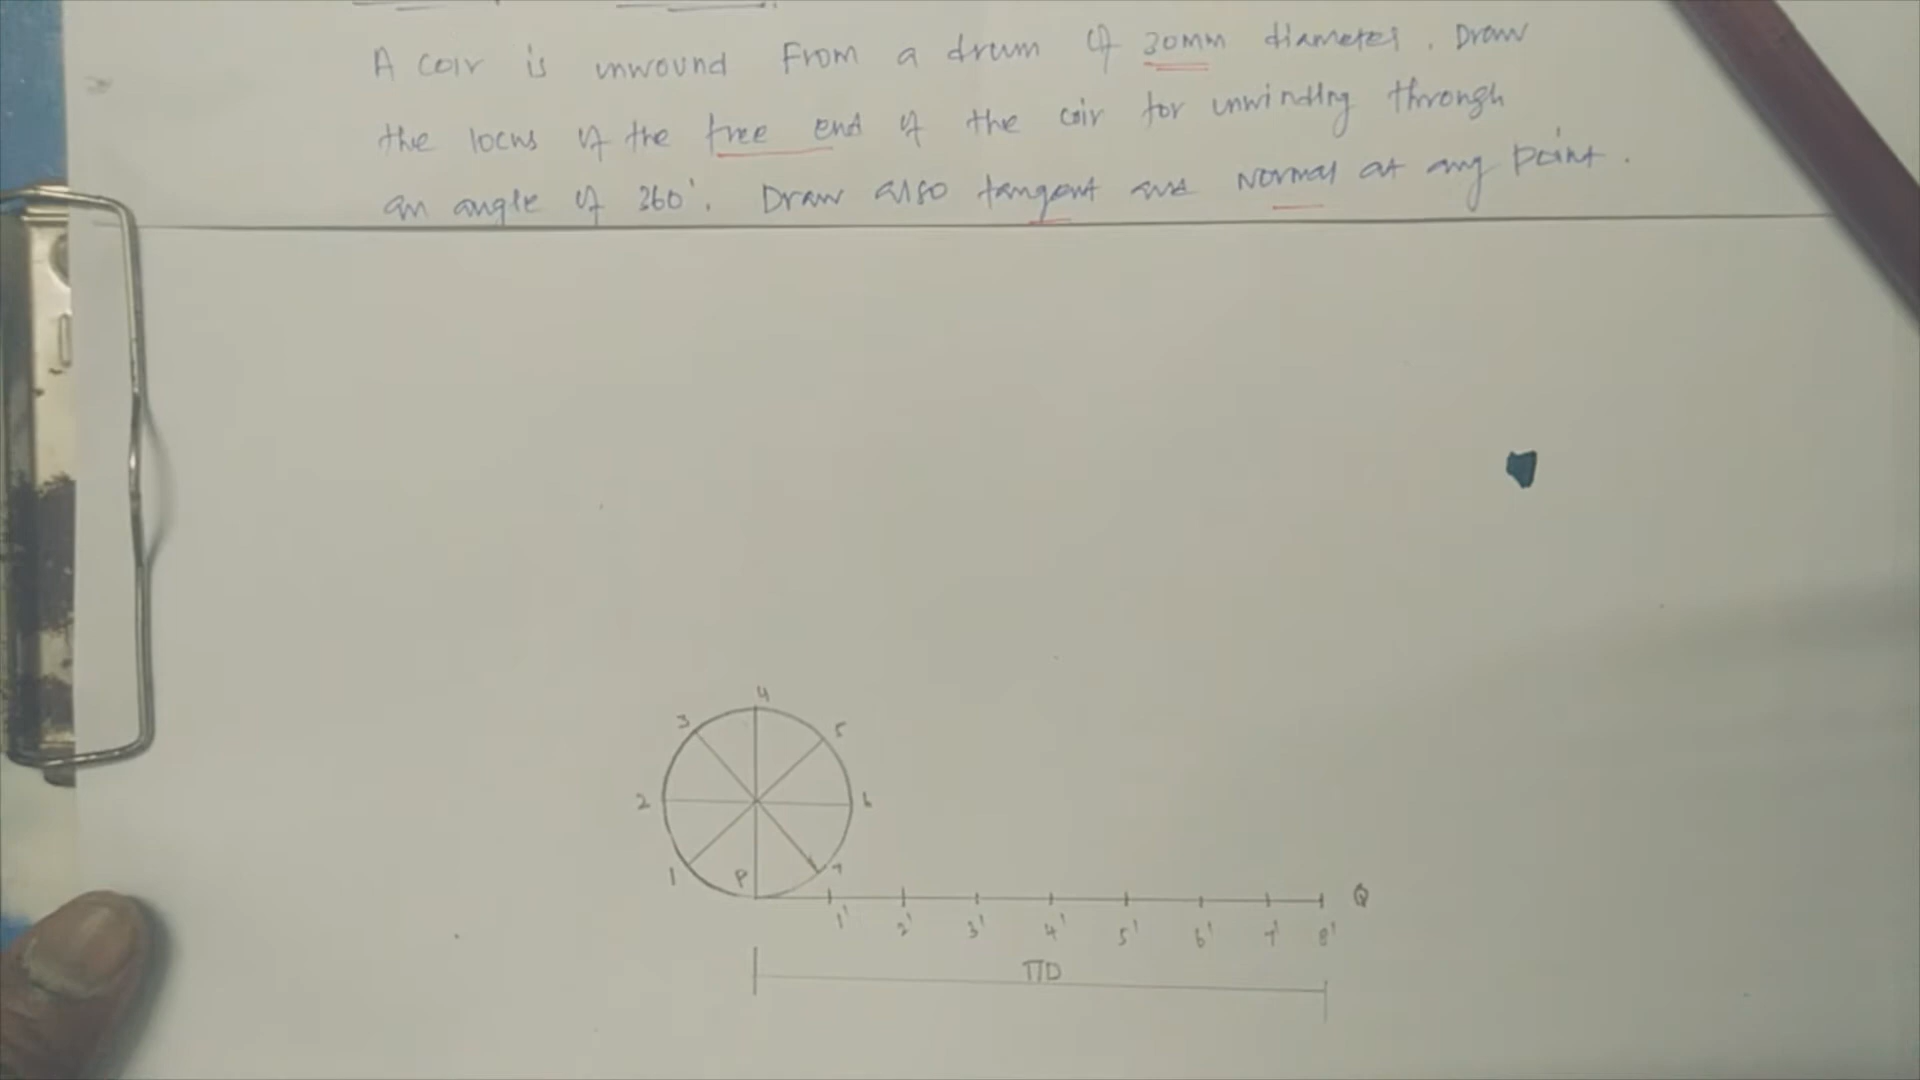 A coir is unwound from a drum of 30mm diameter. Draw
the locus of the free end of the coir for unwinding through
an angle of 360°. Draw also tangent and Normal at any point.
4
3 5
2 6
1 P 7
Q
1' 2' 3' 4' 5' 6' 7' 8'
πD